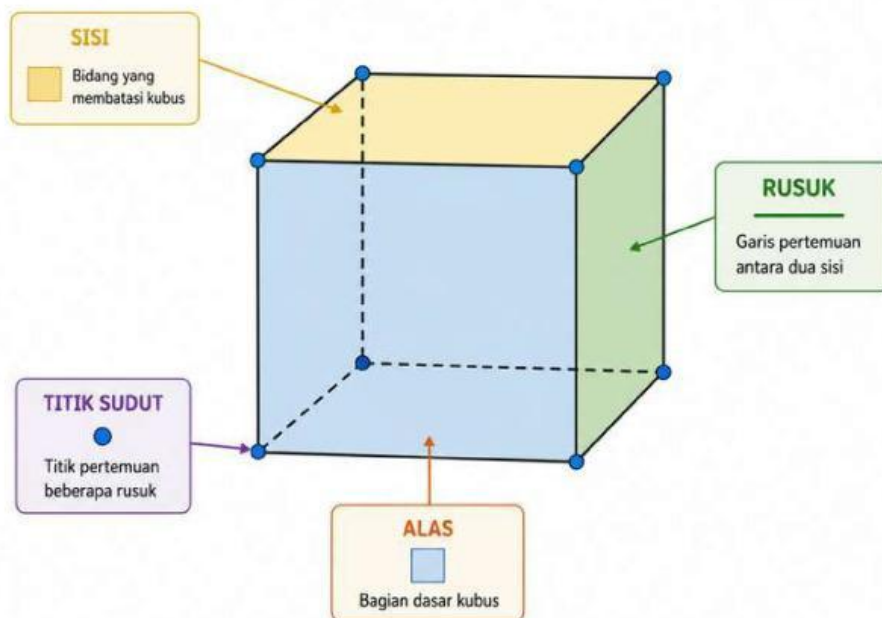 SISI
Bidang yang
membatasi kubus
RUSUK
Garis pertemuan
antara dua sisi
TITIK SUDUT
Titik pertemuan
beberapa rusuk
ALAS
Bagian dasar kubus